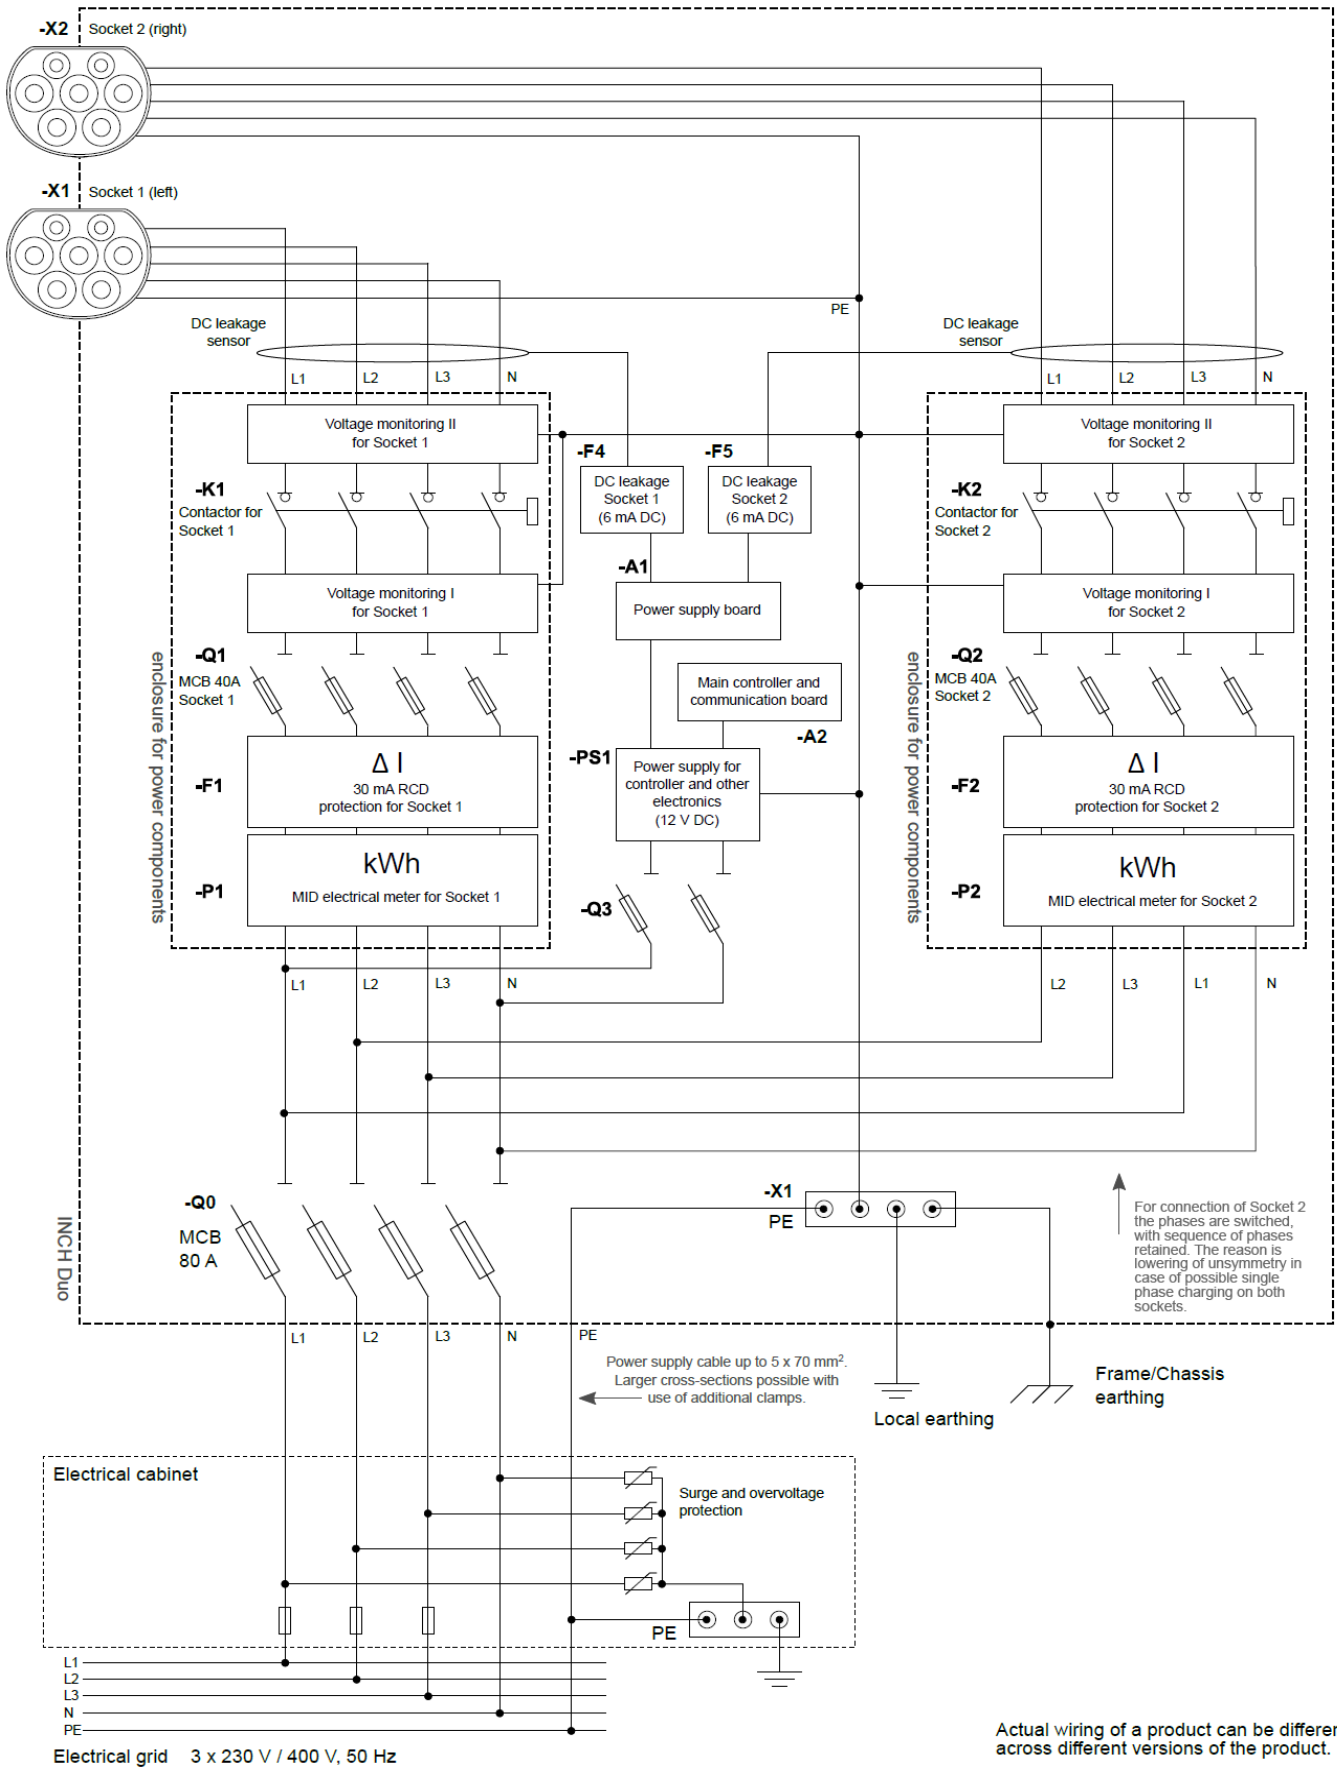 -X2 Socket 2 (right)
-X1 Socket 1 (left)
PE
DC leakage
sensor
DC leakage
sensor
L1 L2 L3 N
L1 L2 L3 N
Voltage monitoring II
for Socket 1
Voltage monitoring II
for Socket 2
-F4
DC leakage
Socket 1
(6 mA DC)
-F5
DC leakage
Socket 2
(6 mA DC)
-K1
Contactor for
Socket 1
-K2
Contactor for
Socket 2
-A1
Power supply board
Voltage monitoring I
for Socket 1
Voltage monitoring I
for Socket 2
-Q1
MCB 40A
Socket 1
-Q2
MCB 40A
Socket 2
Main controller and
communication board
-A2
enclosure for power components
enclosure for power components
-PS1
Power supply for
controller and other
electronics
(12 V DC)
-F1
Δ I
30 mA RCD
protection for Socket 1
-F2
Δ I
30 mA RCD
protection for Socket 2
-P1
kWh
MID electrical meter for Socket 1
-P2
kWh
MID electrical meter for Socket 2
-Q3
L1 L2 L3 N
L2 L3 L1 N
-Q0
MCB
80 A
-X1
PE
For connection of Socket 2
the phases are switched,
with sequence of phases
retained. The reason is
lowering of unsymmetry in
case of possible single
phase charging on both
sockets.
INCH Duo
L1 L2 L3 N PE
Power supply cable up to 5 x 70 mm².
Larger cross-sections possible with
use of additional clamps.
Local earthing
Frame/Chassis
earthing
Electrical cabinet
Surge and overvoltage
protection
PE
L1
L2
L3
N
PE
Electrical grid 3 x 230 V / 400 V, 50 Hz
Actual wiring of a product can be differen
across different versions of the product.